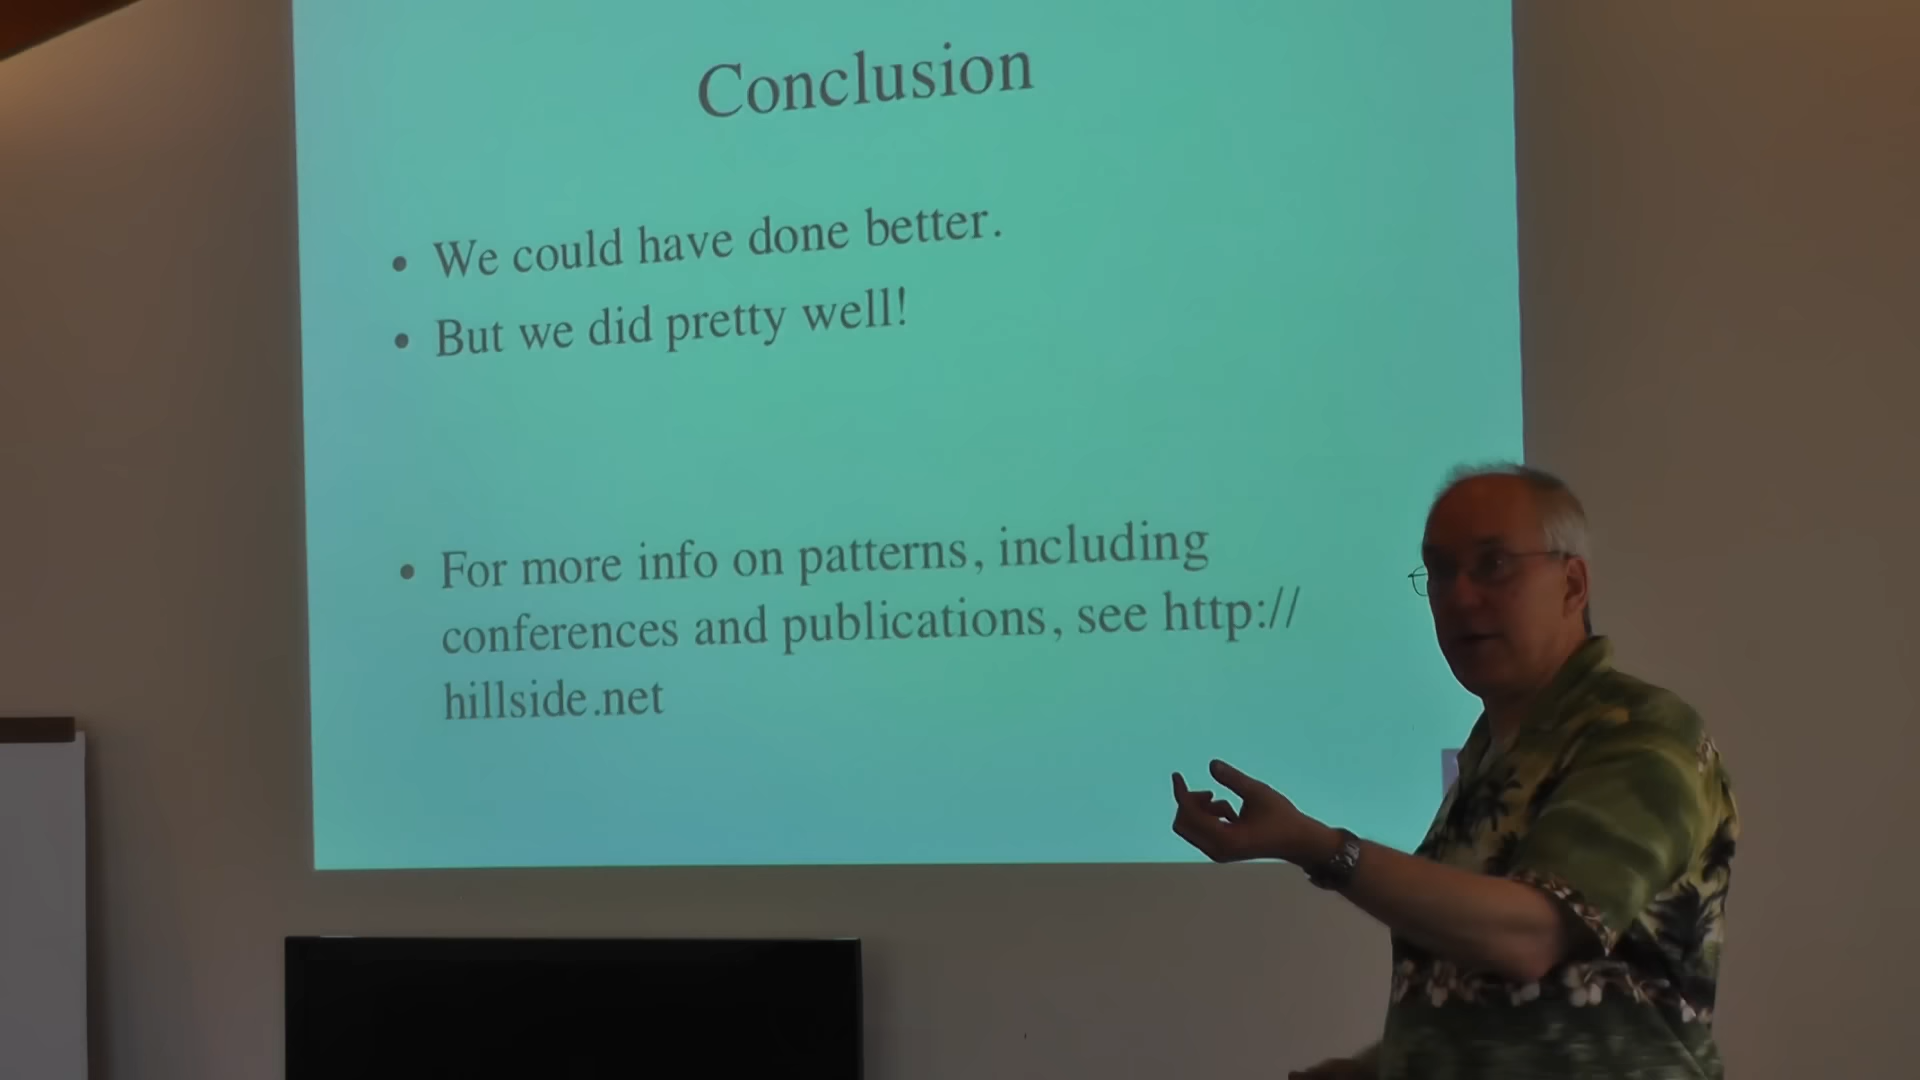 Conclusion
• We could have done better.
• But we did pretty well!
• For more info on patterns, including
conferences and publications, see http://
hillside.net